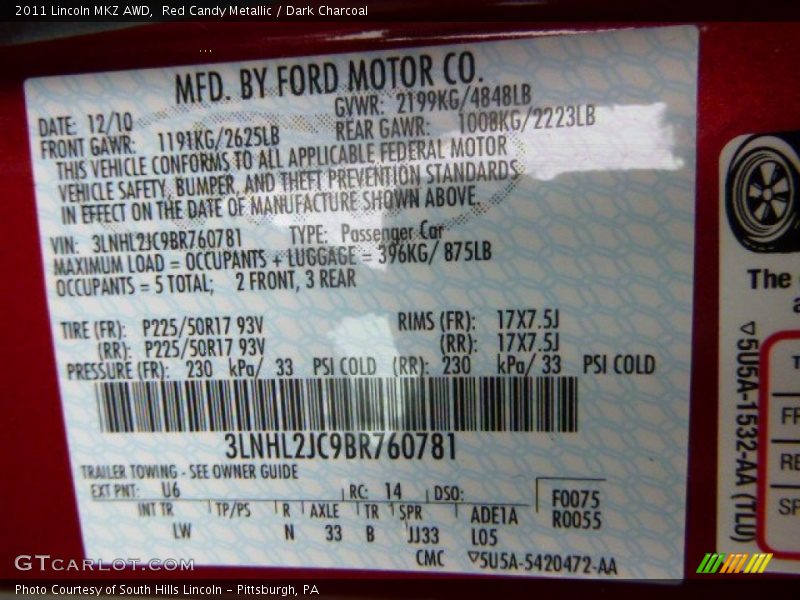 2011 Lincoln MKZ AWD, Red Candy Metallic / Dark Charcoal
MFD. BY FORD MOTOR CO.
DATE: 12/10 GVWR: 2199KG/4848LB
FRONT GAWR: 1191KG/2625LB REAR GAWR: 1008KG/2223LB
THIS VEHICLE CONFORMS TO ALL APPLICABLE FEDERAL MOTOR
VEHICLE SAFETY, BUMPER, AND THEFT PREVENTION STANDARDS
IN EFFECT ON THE DATE OF MANUFACTURE SHOWN ABOVE.
VIN: 3LNHL2JC9BR760781 TYPE: Passenger Car
MAXIMUM LOAD = OCCUPANTS + LUGGAGE = 396KG/ 875LB
OCCUPANTS = 5 TOTAL; 2 FRONT, 3 REAR
TIRE (FR): P225/50R17 93V RIMS (FR): 17X7.5J
(RR): P225/50R17 93V (RR): 17X7.5J
PRESSURE (FR): 230 kPa/ 33 PSI COLD (RR): 230 kPa/ 33 PSI COLD
3LNHL2JC9BR760781
TRAILER TOWING - SEE OWNER GUIDE
EXT PNT: U6 RC: 14 DSO: F0075
INT TR TP/PS R AXLE TR SPR ADE1A R0055
LW N 33 B JJ33 L05
CMC ▽5U5A-5420472-AA
The
▽5U5A-1532-AA (TLU)
GTCARLOT.COM
Photo Courtesy of South Hills Lincoln - Pittsburgh, PA